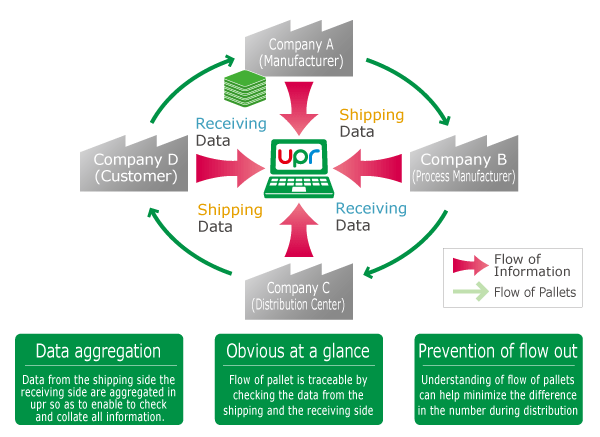 Company A
(Manufacturer)
Receiving
Data
Shipping
Data
upr
Company D
(Customer)
Company B
(Process Manufacturer)
Shipping
Data
Receiving
Data
Company C
(Distribution Center)
Flow of
Information
Flow of Pallets
Data aggregation
Data from the shipping side the
receiving side are aggregated in
upr so as to enable to check
and collate all information.
Obvious at a glance
Flow of pallet is traceable by
checking the data from the
shipping and the receiving side
Prevention of flow out
Understanding of flow of pallets
can help minimize the difference
in the number during distribution